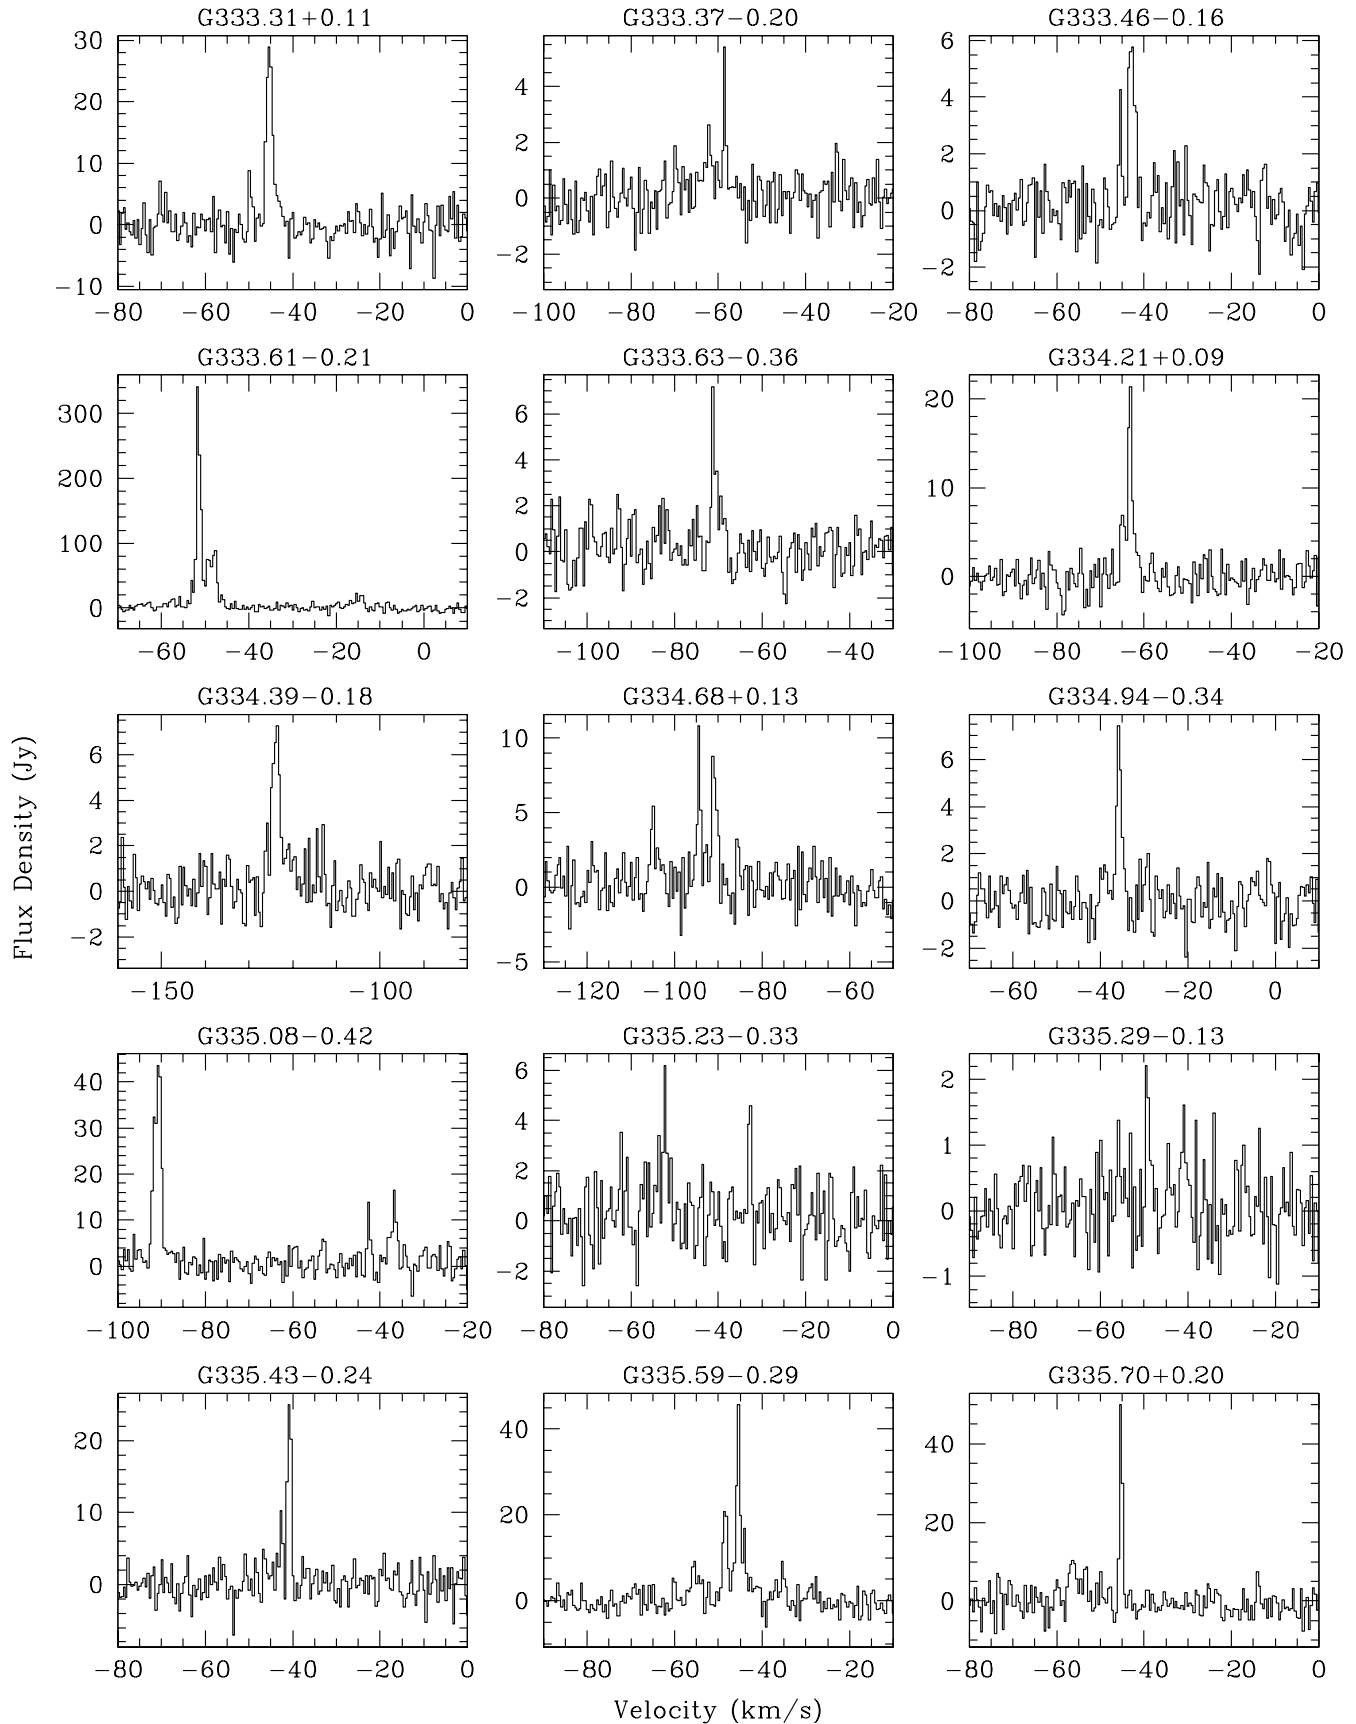 G333.31+0.11 G333.37−0.20 G333.46−0.16
30 20 10 0 −10
4 2 0 −2
6 4 2 0 −2
−80 −60 −40 −20 0 −100 −80 −60 −40 −20 −80 −60 −40 −20 0
G333.61−0.21 G333.63−0.36 G334.21+0.09
300 200 100 0
6 4 2 0 −2
20 10 0
−60 −40 −20 0 −100 −80 −60 −40 −100 −80 −60 −40 −20
G334.39−0.18 G334.68+0.13 G334.94−0.34
Flux Density (Jy)
6 4 2 0 −2
10 5 0 −5
6 4 2 0 −2
−150 −100 −120 −100 −80 −60 −60 −40 −20 0
G335.08−0.42 G335.23−0.33 G335.29−0.13
40 30 20 10 0
6 4 2 0 −2
2 1 0 −1
−100 −80 −60 −40 −20 −80 −60 −40 −20 0 −80 −60 −40 −20
G335.43−0.24 G335.59−0.29 G335.70+0.20
20 10 0
40 20 0
40 20 0
−80 −60 −40 −20 0 −80 −60 −40 −20 −80 −60 −40 −20 0
Velocity (km/s)